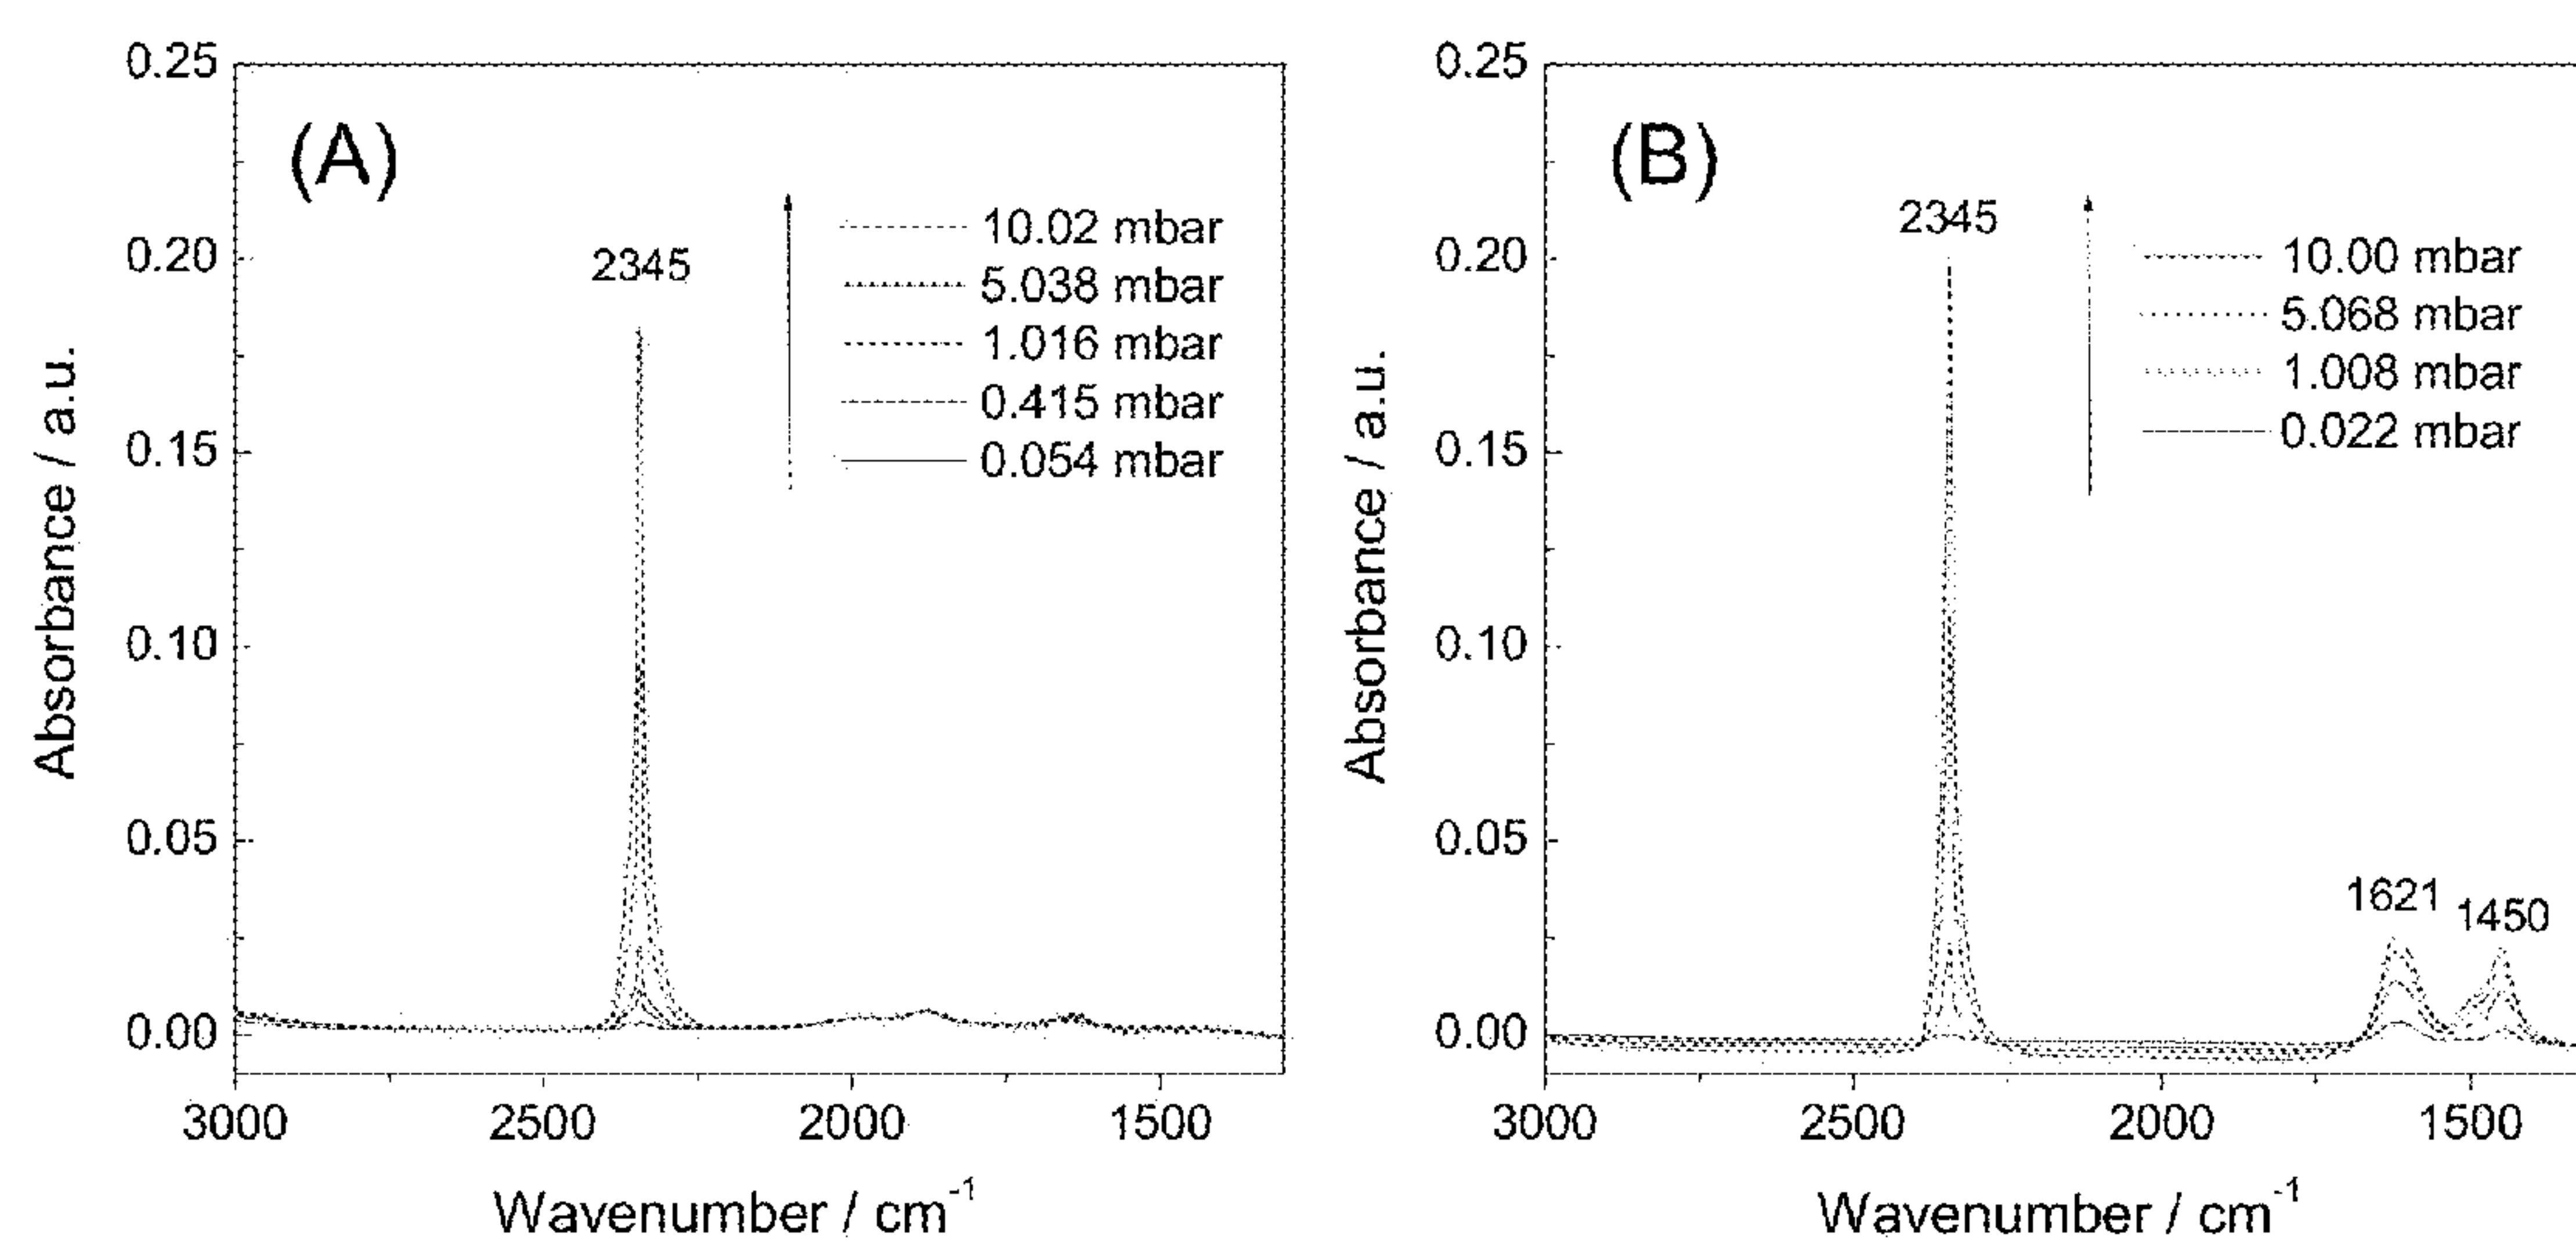 (A)
2345
10.02 mbar
5.038 mbar
1.016 mbar
0.415 mbar
0.054 mbar
0.25
0.20
0.15
0.10
0.05
0.00
Absorbance / a.u.
3000 2500 2000 1500
Wavenumber / cm⁻¹
(B)
2345
10.00 mbar
5.068 mbar
1.008 mbar
0.022 mbar
1621 1450
0.25
0.20
0.15
0.10
0.05
0.00
Absorbance / a.u.
3000 2500 2000 1500
Wavenumber / cm⁻¹